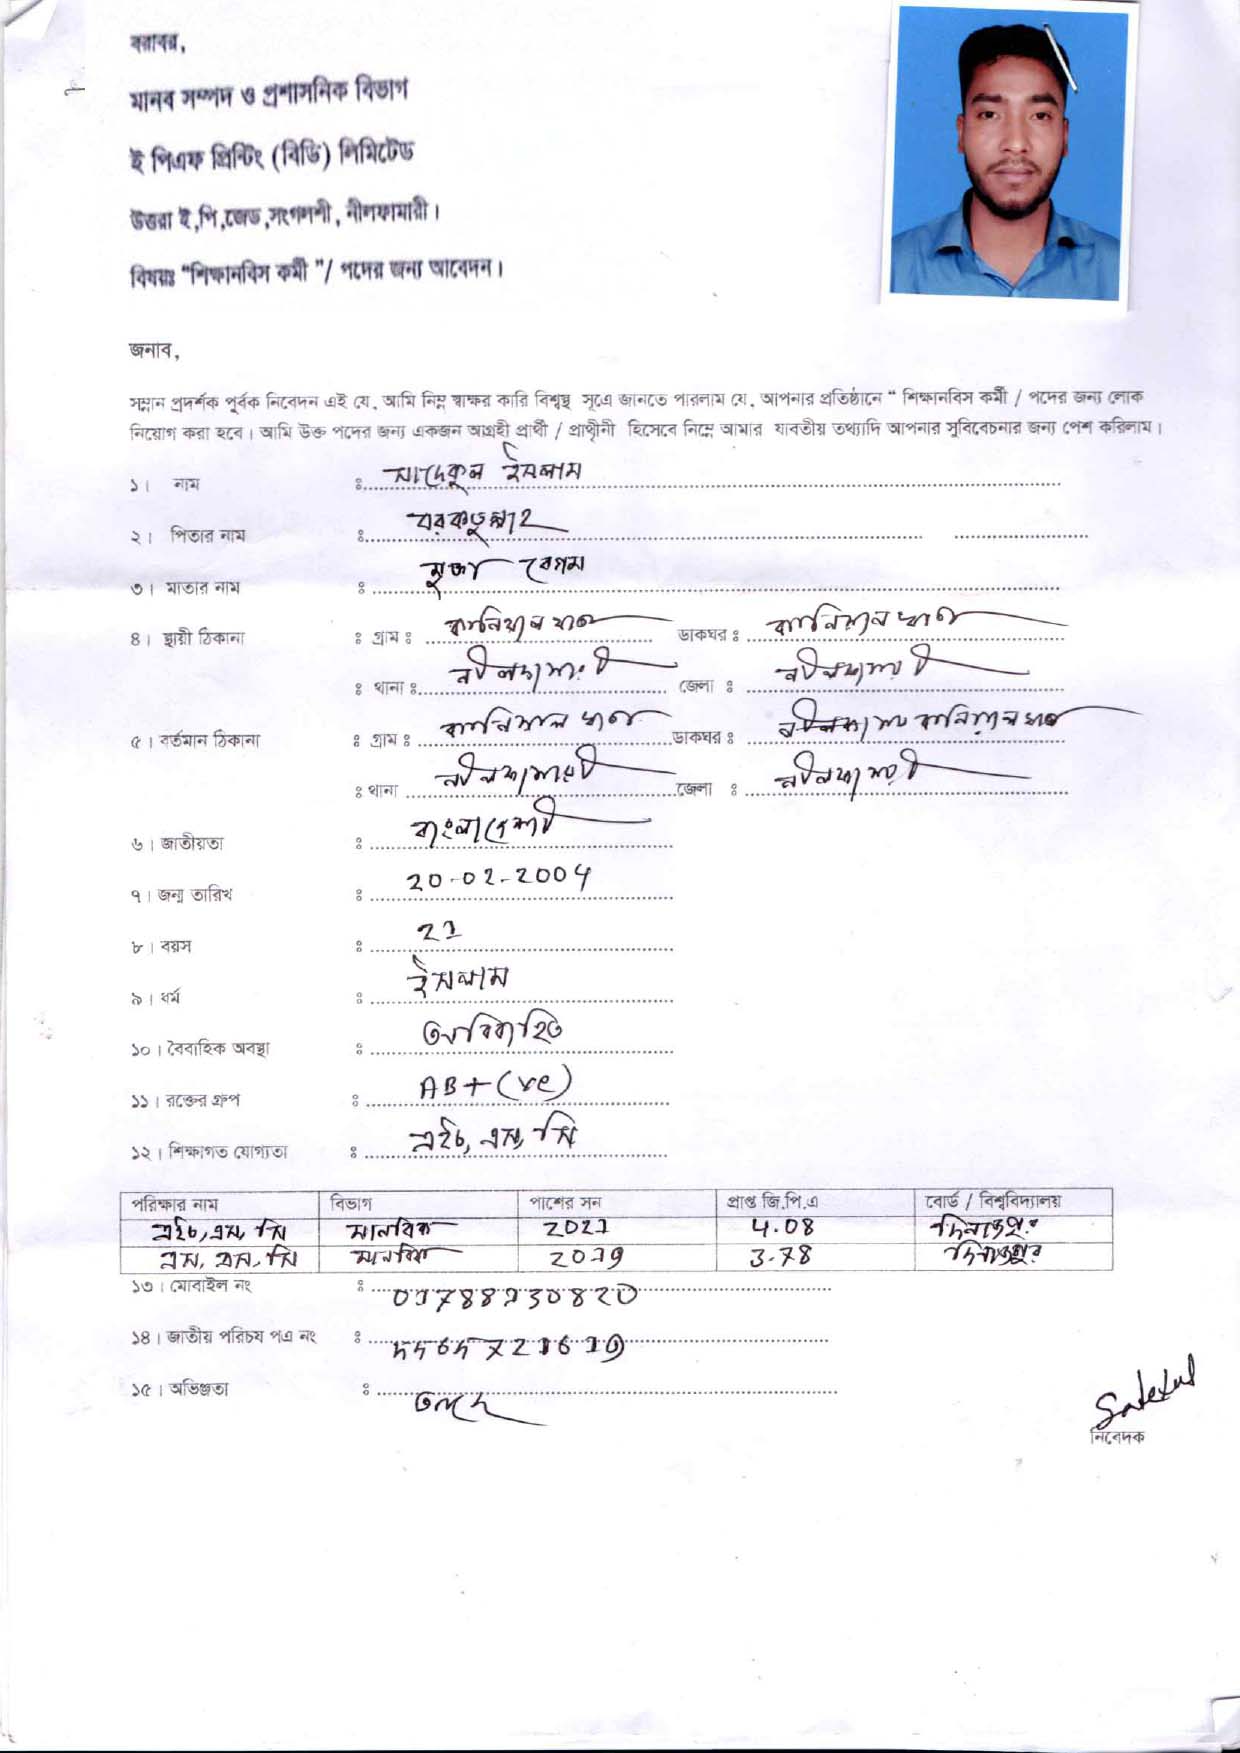 বরাবর,
মানব সম্পদ ও প্রশাসনিক বিভাগ
ই পিএফ প্রিন্টিং (বিডি) লিমিটেড
উত্তরা ই,পি,জেড,সংগলশী, নীলফামারী।
বিষয়ঃ "শিক্ষানবিস কর্মী "/ পদের জন্য আবেদন।
জনাব,
সম্মান প্রদর্শক পূর্বক নিবেদন এই যে, আমি নিম্ন স্বাক্ষর কারি বিশ্বস্থ সূত্রে জানতে পারলাম যে, আপনার প্রতিষ্ঠানে " শিক্ষানবিস কর্মী / পদের জন্য লোক
নিয়োগ করা হবে। আমি উক্ত পদের জন্য একজন আগ্রহী প্রার্থী / প্রার্থীনী হিসেবে নিম্নে আমার যাবতীয় তথ্যাদি আপনার সুবিবেচনার জন্য পেশ করিলাম।
১। নাম ঃ সাদেকুল ইসলাম
২। পিতার নাম ঃ বরকতুল্লাহ
৩। মাতার নাম ঃ মুক্তা বেগম
৪। স্থায়ী ঠিকানা ঃ গ্রাম ঃ কানিয়াল খাতা ডাকঘর ঃ কানিয়াল খাতা
ঃ থানা ঃ নীলফামারী জেলা ঃ নীলফামারী
৫। বর্তমান ঠিকানা ঃ গ্রাম ঃ কানিয়াল খাতা ডাকঘর ঃ কানিয়াল খাতা
ঃ থানা নীলফামারী জেলা ঃ নীলফামারী
৬। জাতীয়তা ঃ বাংলাদেশী
৭। জন্ম তারিখ ঃ 20-02-2004
৮। বয়স ঃ 21
৯। ধর্ম ঃ ইসলাম
১০। বৈবাহিক অবস্থা ঃ অবিবাহিত
১১। রক্তের গ্রুপ ঃ AB+(ve)
১২। শিক্ষাগত যোগ্যতা ঃ এইচ, এস, সি
পরিক্ষার নাম বিভাগ পাশের সন প্রাপ্ত জি.পি.এ বোর্ড / বিশ্ববিদ্যালয়
এইচ,এস, সি মানবিক 2021 4.08 দিনাজপুর
এস, এস, সি মানবিক 2019 3.78 দিনাজপুর
১৩। মোবাইল নং ঃ 01788130820
১৪। জাতীয় পরিচয় পএ নং ঃ
১৫। অভিঞ্জতা ঃ আছে
Sadekul
নিবেদক